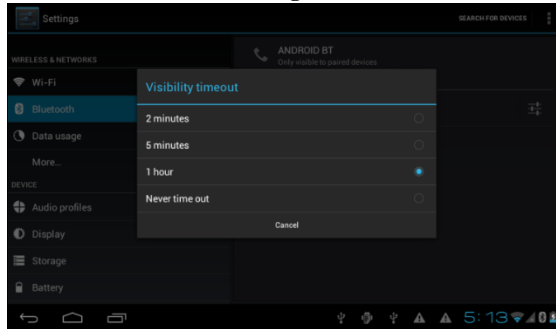 Settings
SEARCH FOR DEVICES
WIRELESS & NETWORKS
ANDROID BT
Only visible to paired devices
Wi-Fi
Visibility timeout
Bluetooth
2 minutes
Data usage
5 minutes
More...
1 hour
DEVICE
Never time out
Audio profiles
Cancel
Display
Storage
Battery
5:13